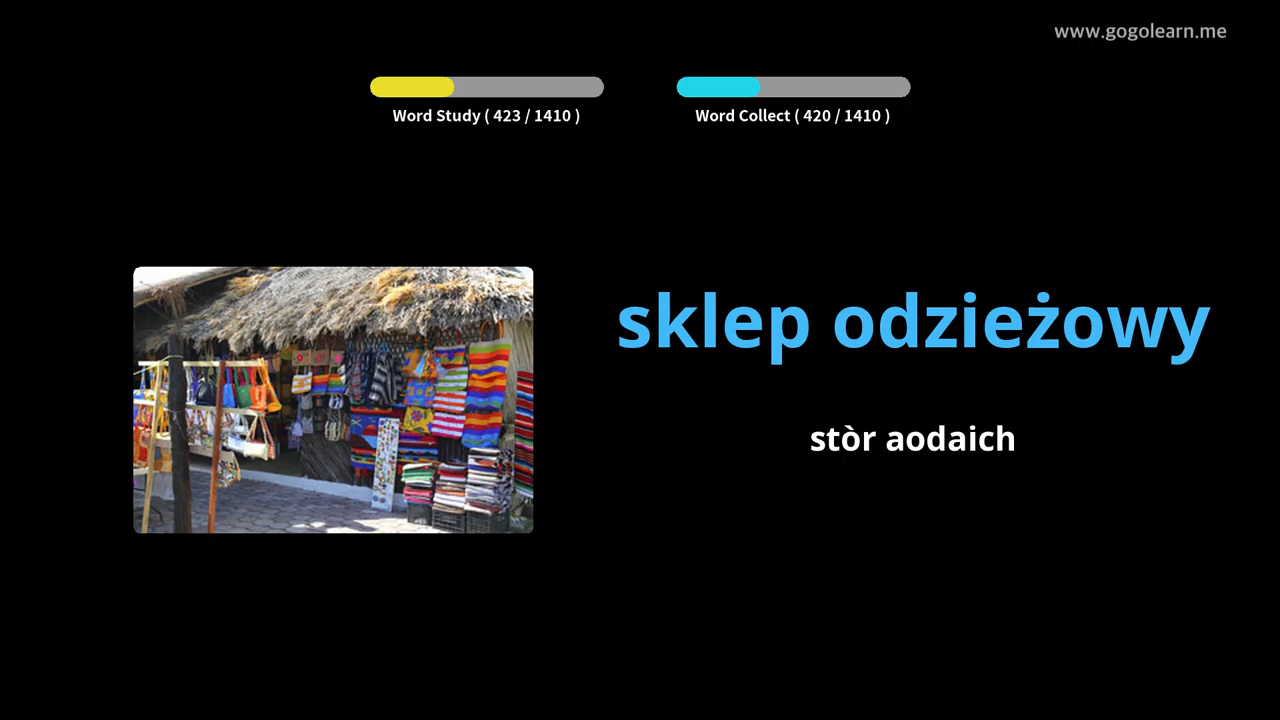 www.gogolearn.me
Word Study ( 423 / 1410 )
Word Collect ( 420 / 1410 )
sklep odzieżowy
stòr aodaich